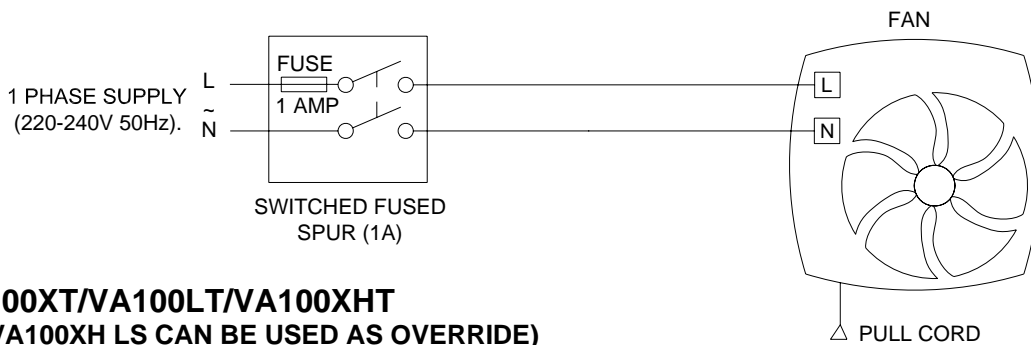 FAN
FUSE
1 AMP
L
1 PHASE SUPPLY
~
(220-240V 50Hz).
N
L
N
SWITCHED FUSED
SPUR (1A)
00XT/VA100LT/VA100XHT
VA100XH LS CAN BE USED AS OVERRIDE)
PULL CORD